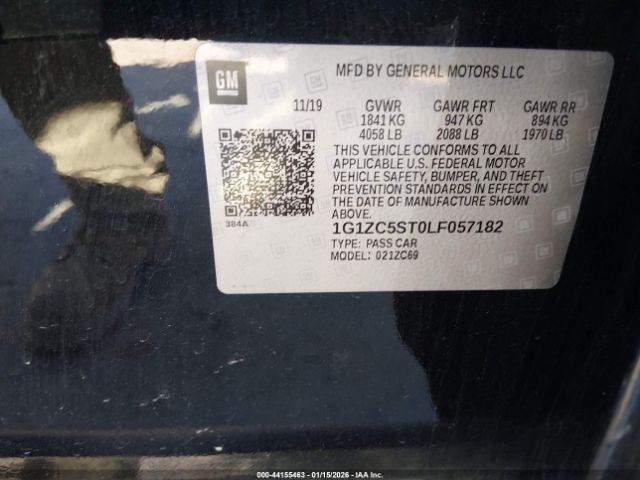 GM
MFD BY GENERAL MOTORS LLC
11/19 GVWR GAWR FRT GAWR RR
1841 KG 947 KG 894 KG
4058 LB 2088 LB 1970 LB
THIS VEHICLE CONFORMS TO ALL
APPLICABLE U.S. FEDERAL MOTOR
VEHICLE SAFETY, BUMPER, AND THEFT
PREVENTION STANDARDS IN EFFECT ON
THE DATE OF MANUFACTURE SHOWN
ABOVE.
384A
1G1ZC5ST0LF057182
TYPE: PASS CAR
MODEL: 021ZC69
000-44155463 - 01/15/2026 - IAA Inc.